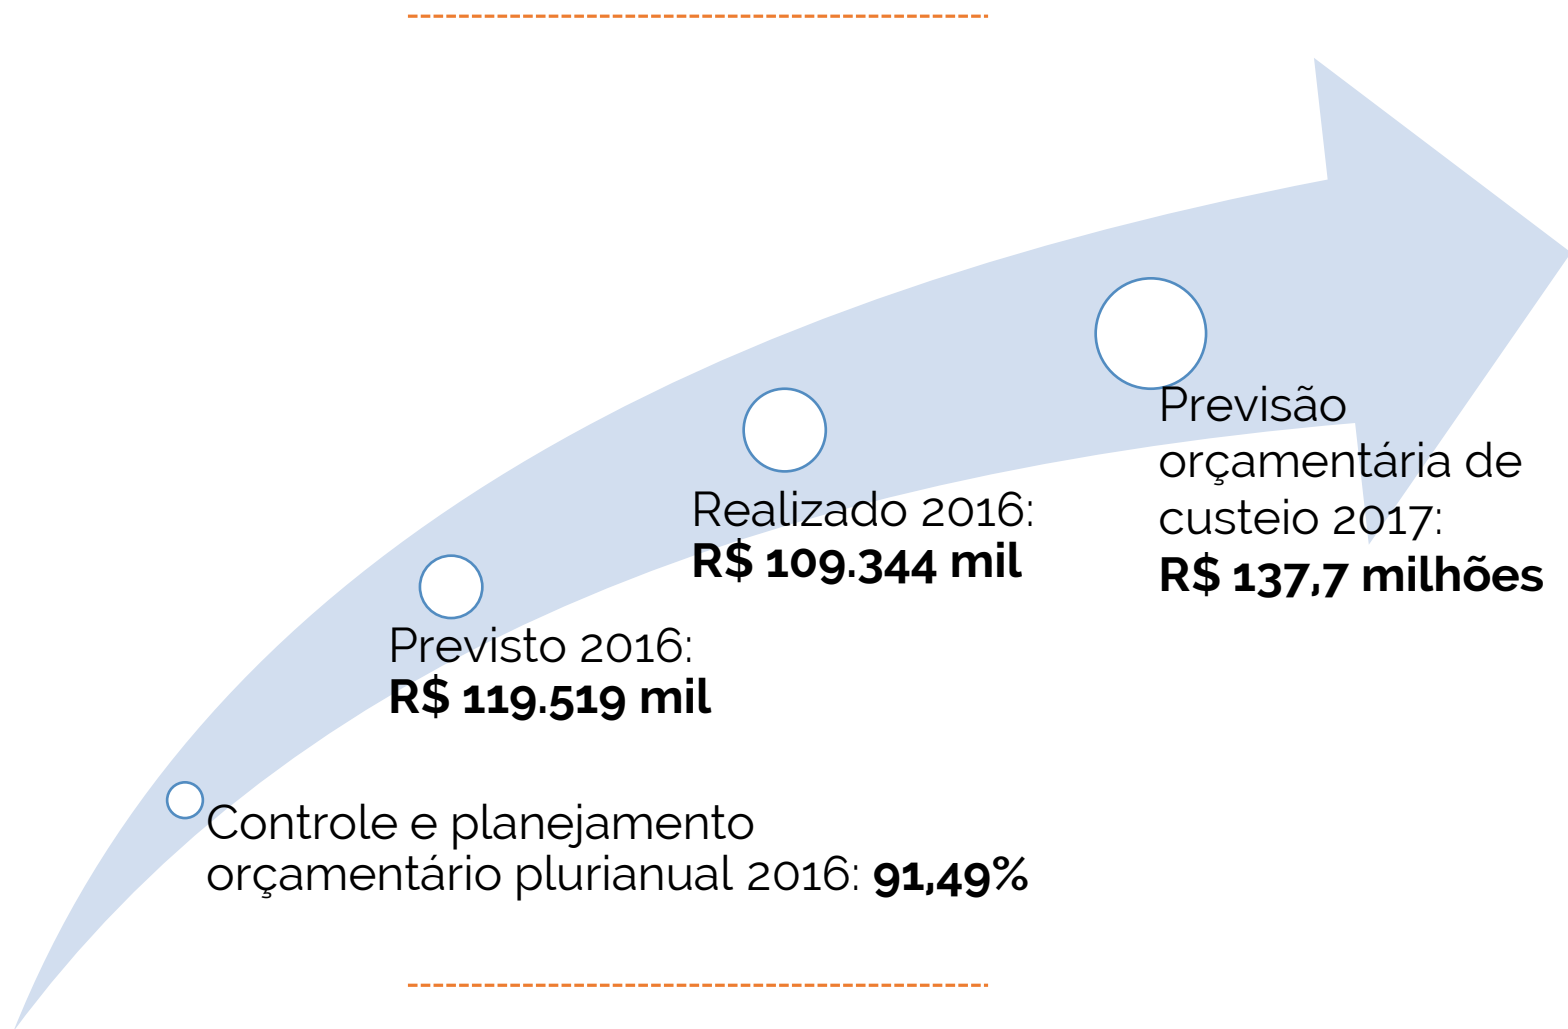 Previsão
orçamentária de
custeio 2017:
R$ 137,7 milhões
Realizado 2016:
R$ 109.344 mil
Previsto 2016:
R$ 119.519 mil
Controle e planejamento
orçamentário plurianual 2016: 91,49%